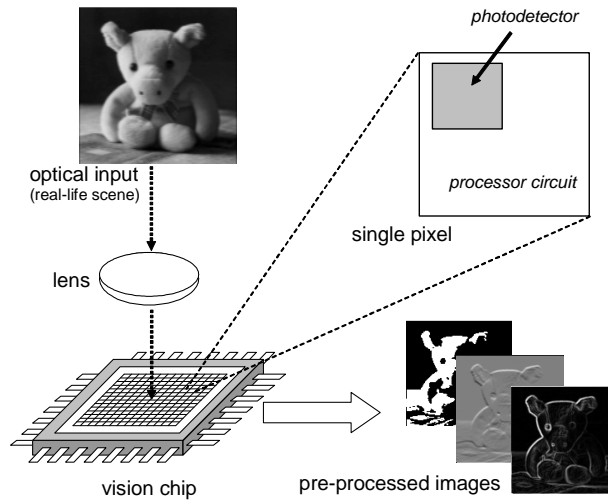 photodetector
optical input
(real-life scene)
processor circuit
single pixel
lens
vision chip
pre-processed images